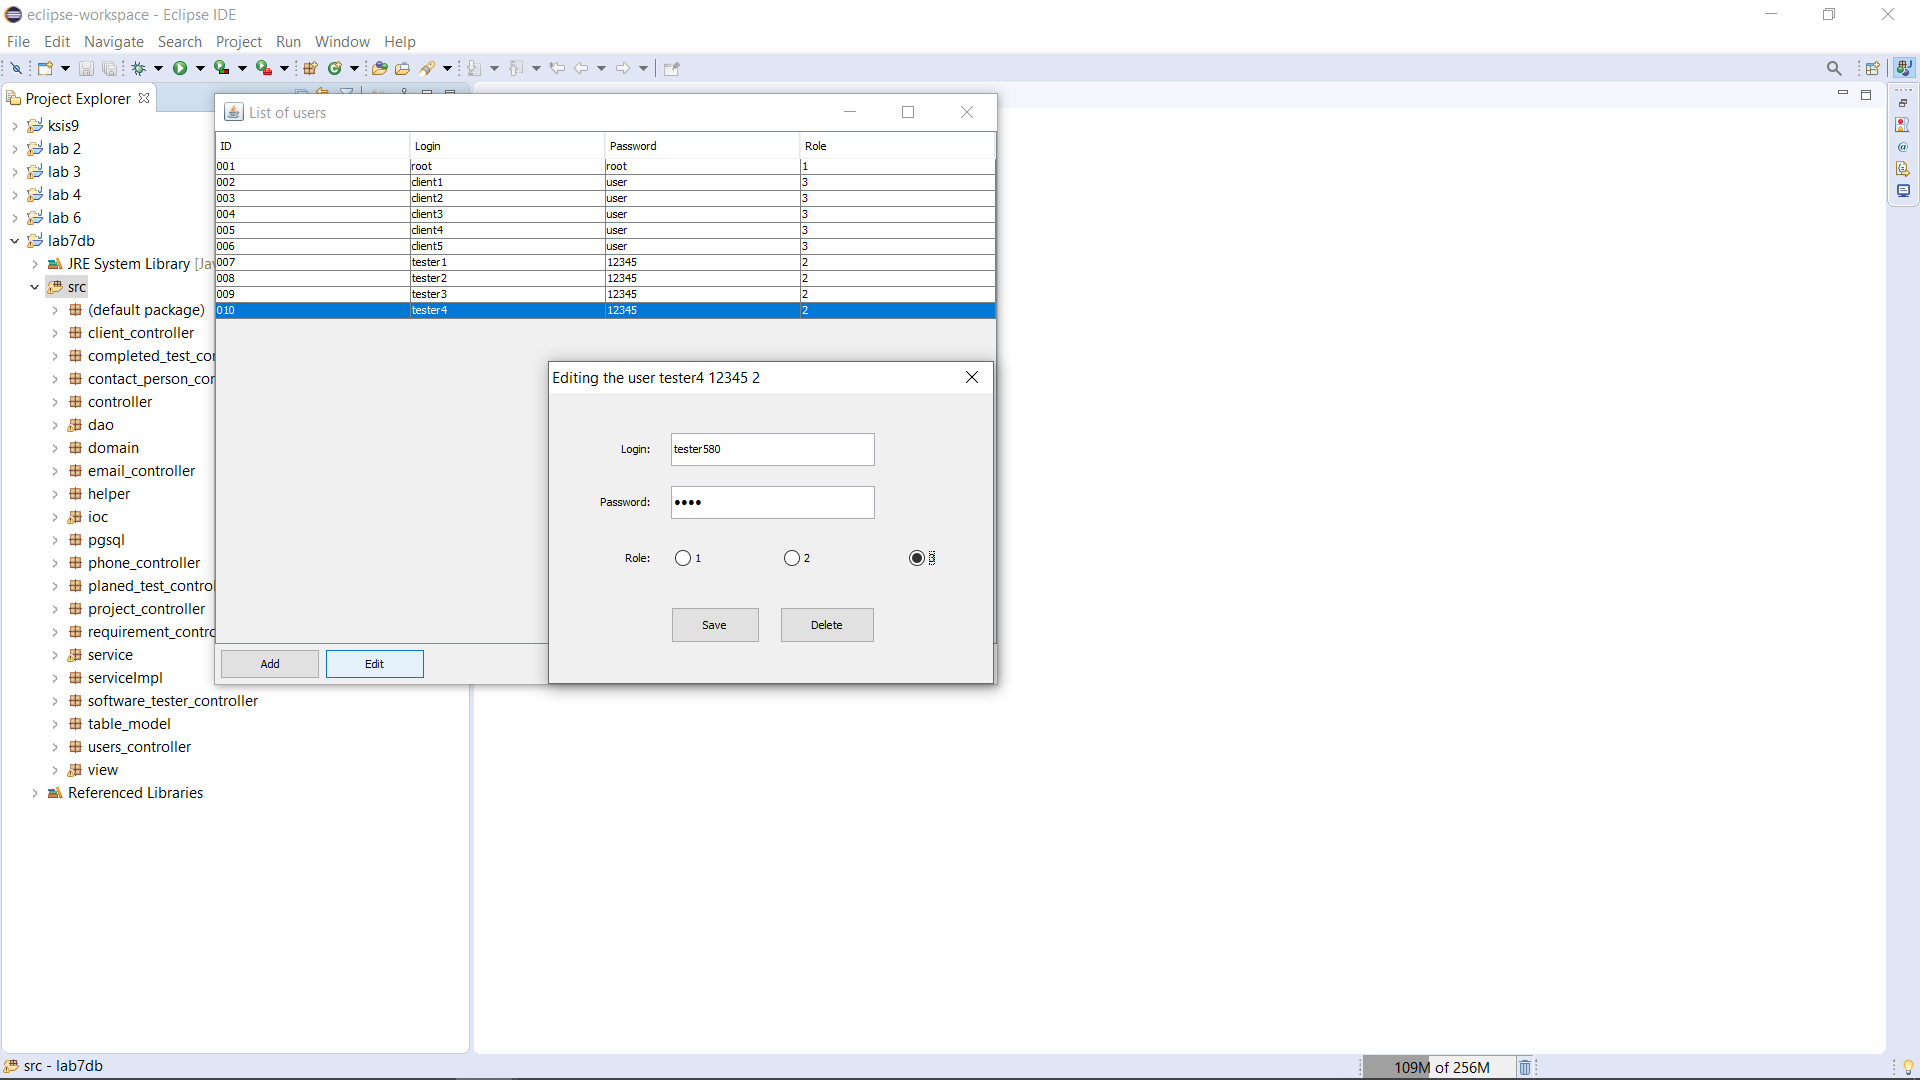 eclipse-workspace - Eclipse IDE
File Edit Navigate Search Project Run Window Help
Project Explorer
ksis9
lab 2
lab 3
lab 4
lab 6
lab7db
JRE System Library
src
(default package)
client_controller
completed_test_cor
contact_person_cor
controller
dao
domain
email_controller
helper
ioc
pgsql
phone_controller
planed_test_control
project_controller
requirement_contro
service
serviceImpl
software_tester_controller
table_model
users_controller
view
Referenced Libraries
List of users
ID Login Password Role
001 root root 1
002 client1 user 3
003 client2 user 3
004 client3 user 3
005 client4 user 3
006 client5 user 3
007 tester1 12345 2
008 tester2 12345 2
009 tester3 12345 2
010 tester4 12345 2
Add Edit
Editing the user tester4 12345 2
Login: tester580
Password: ••••
Role: 1 2 3
Save Delete
src - lab7db
109M of 256M